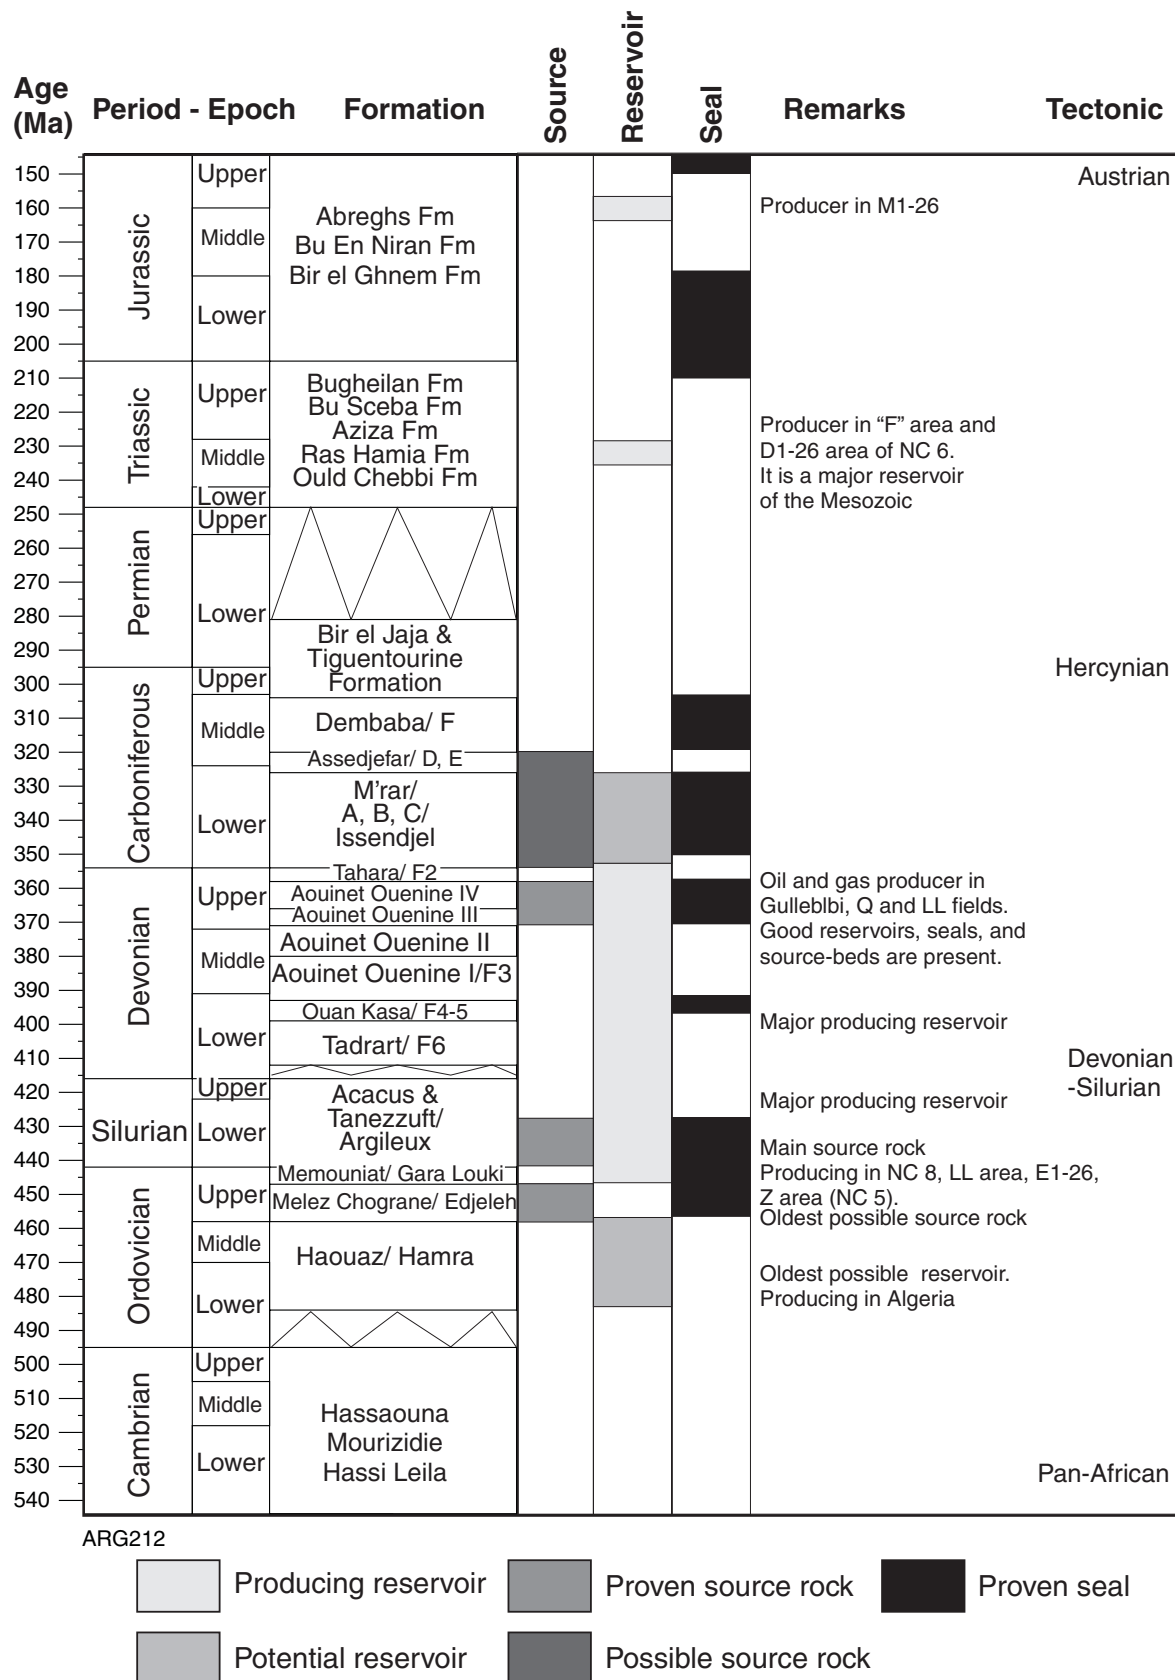 Age
(Ma)
Period - Epoch
Formation
Source
Reservoir
Seal
Remarks
Tectonic
150
160
170
180
190
200
210
220
230
240
250
260
270
280
290
300
310
320
330
340
350
360
370
380
390
400
410
420
430
440
450
460
470
480
490
500
510
520
530
540
Jurassic
Upper
Middle
Lower
Abreghs Fm
Bu En Niran Fm
Bir el Ghnem Fm
Producer in M1-26
Austrian
Triassic
Upper
Middle
Lower
Bugheilan Fm
Bu Sceba Fm
Aziza Fm
Ras Hamia Fm
Ould Chebbi Fm
Producer in “F” area and
D1-26 area of NC 6.
It is a major reservoir
of the Mesozoic
Permian
Upper
Lower
Bir el Jaja &
Tiguentourine
Formation
Hercynian
Carboniferous
Upper
Middle
Lower
Dembaba/ F
Assedjefar/ D, E
M'rar/
A, B, C/
Issendjel
Devonian
Upper
Middle
Lower
Tahara/ F2
Aouinet Ouenine IV
Aouinet Ouenine III
Aouinet Ouenine II
Aouinet Ouenine I/F3
Ouan Kasa/ F4-5
Tadrart/ F6
Oil and gas producer in
Gulleblbi, Q and LL fields.
Good reservoirs, seals, and
source-beds are present.
Major producing reservoir
Devonian
-Silurian
Silurian
Upper
Lower
Acacus &
Tanezzuft/
Argileux
Major producing reservoir
Main source rock
Producing in NC 8, LL area, E1-26,
Z area (NC 5).
Ordovician
Upper
Middle
Lower
Memouniat/ Gara Louki
Melez Chograne/ Edjeleh
Haouaz/ Hamra
Oldest possible source rock
Oldest possible reservoir.
Producing in Algeria
Cambrian
Upper
Middle
Lower
Hassaouna
Mourizidie
Hassi Leila
Pan-African
ARG212
Producing reservoir
Proven source rock
Proven seal
Potential reservoir
Possible source rock